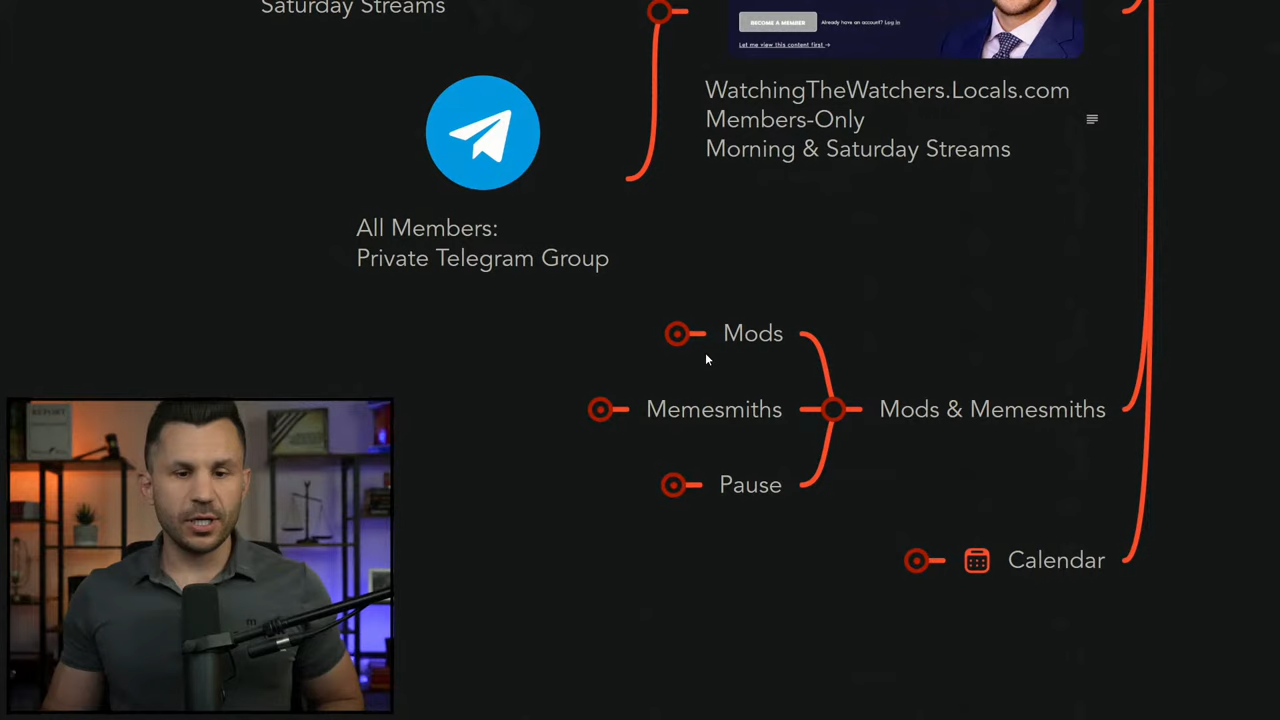 Saturday Streams
BECOME A MEMBER
Already have an account? Log in
Let me view this content first →
WatchingTheWatchers.Locals.com
Members-Only
Morning & Saturday Streams
All Members:
Private Telegram Group
Mods
Memesmiths
Mods & Memesmiths
Pause
Calendar
REPORT